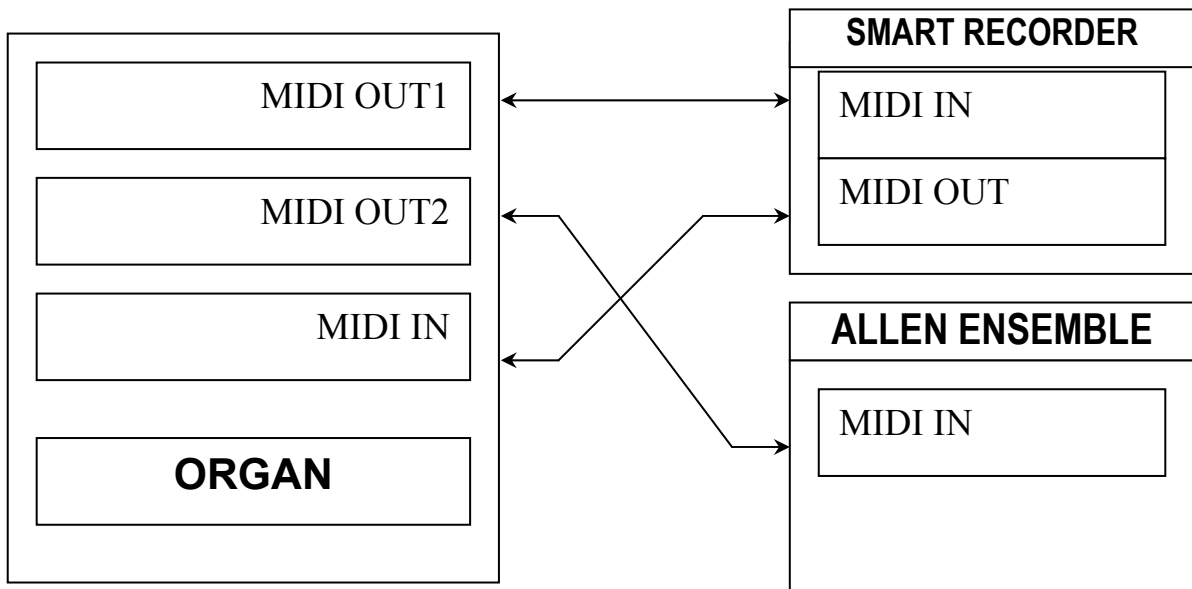 MIDI OUT1
MIDI OUT2
MIDI IN
ORGAN
SMART RECORDER
MIDI IN
MIDI OUT
ALLEN ENSEMBLE
MIDI IN